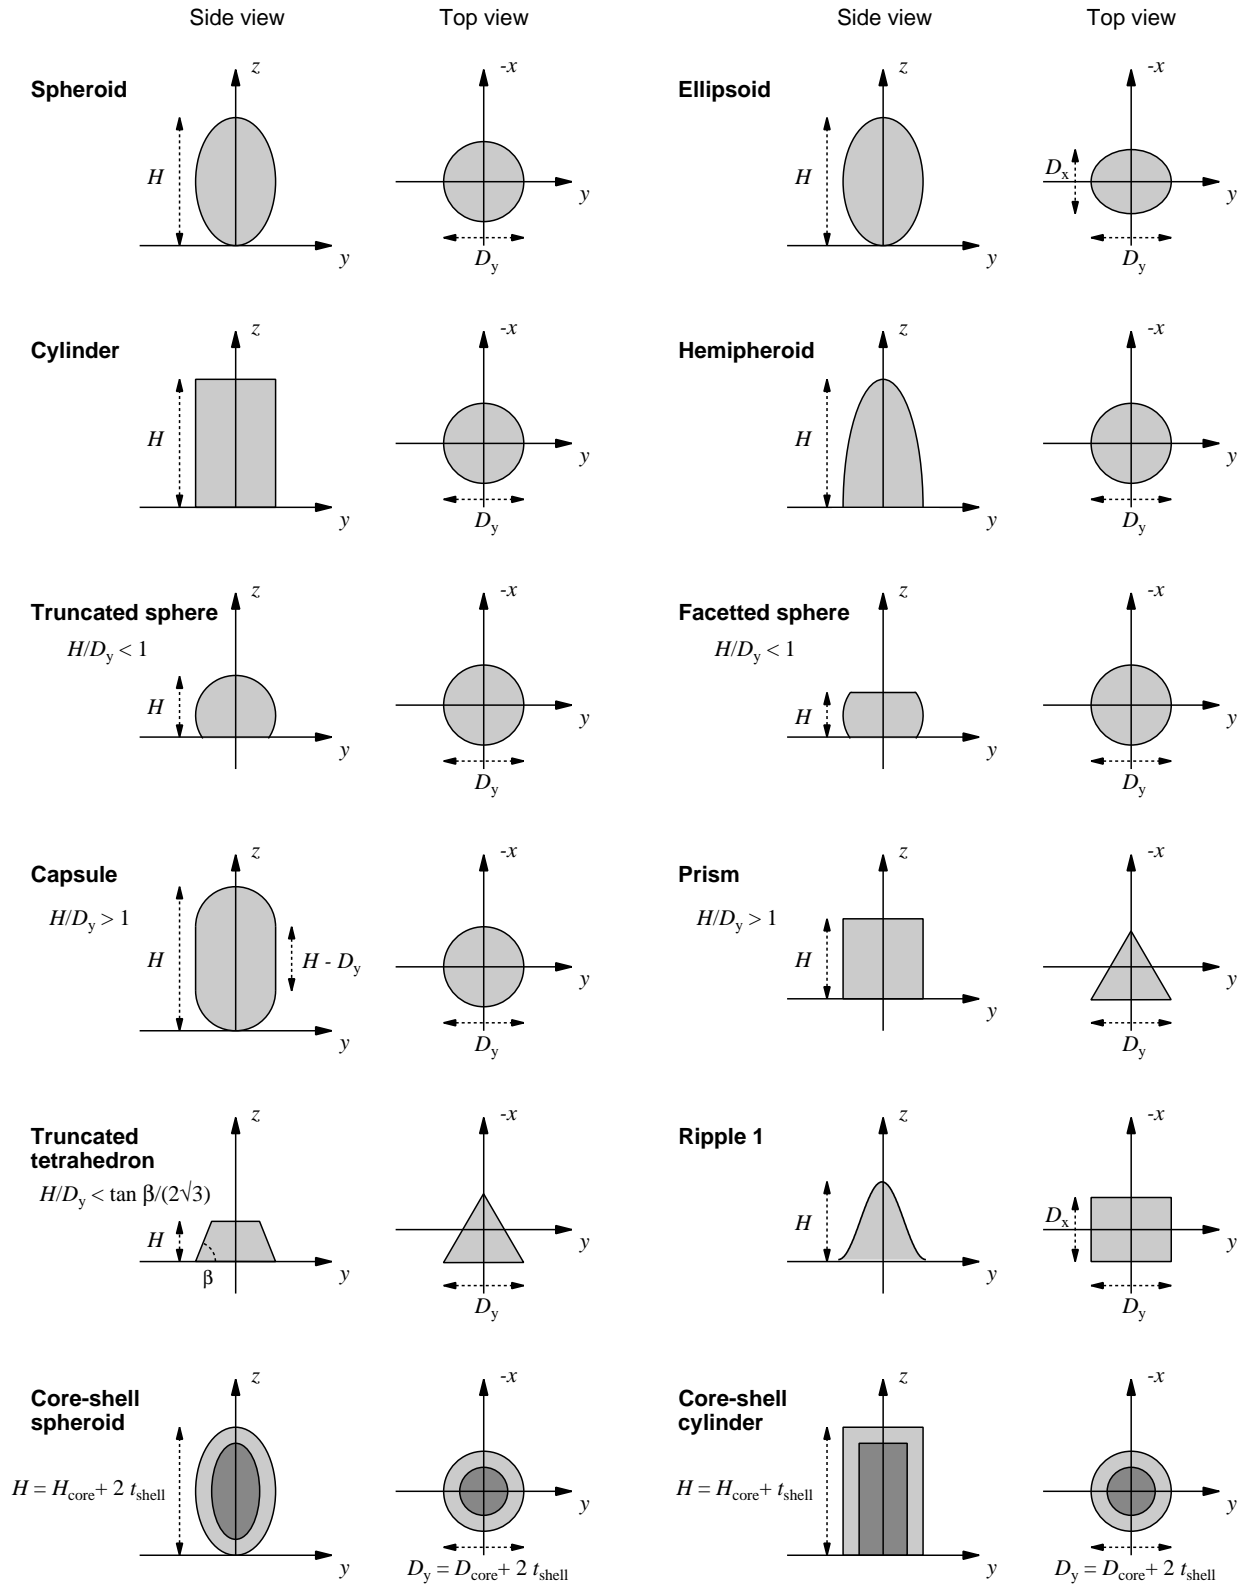 Side view Top view Side view Top view
z -x z -x
Spheroid Ellipsoid
H H D_x
y y y y
D_y D_y
z -x z -x
Cylinder Hemipheroid
H H
y y y y
D_y D_y
z -x z -x
Truncated sphere Facetted sphere
H/D_y < 1 H/D_y < 1
H H
y y y y
D_y D_y
z -x z -x
Capsule Prism
H/D_y > 1 H/D_y > 1
H H - D_y H
y y y y
D_y D_y
z -x z -x
Truncated Ripple 1
tetrahedron
H/D_y < tan β/(2√3)
H H D_x
β y y y y
D_y D_y
z -x z -x
Core-shell Core-shell
spheroid cylinder
H = H_core + 2 t_shell H = H_core + t_shell
y y y y
D_y = D_core + 2 t_shell D_y = D_core + 2 t_shell